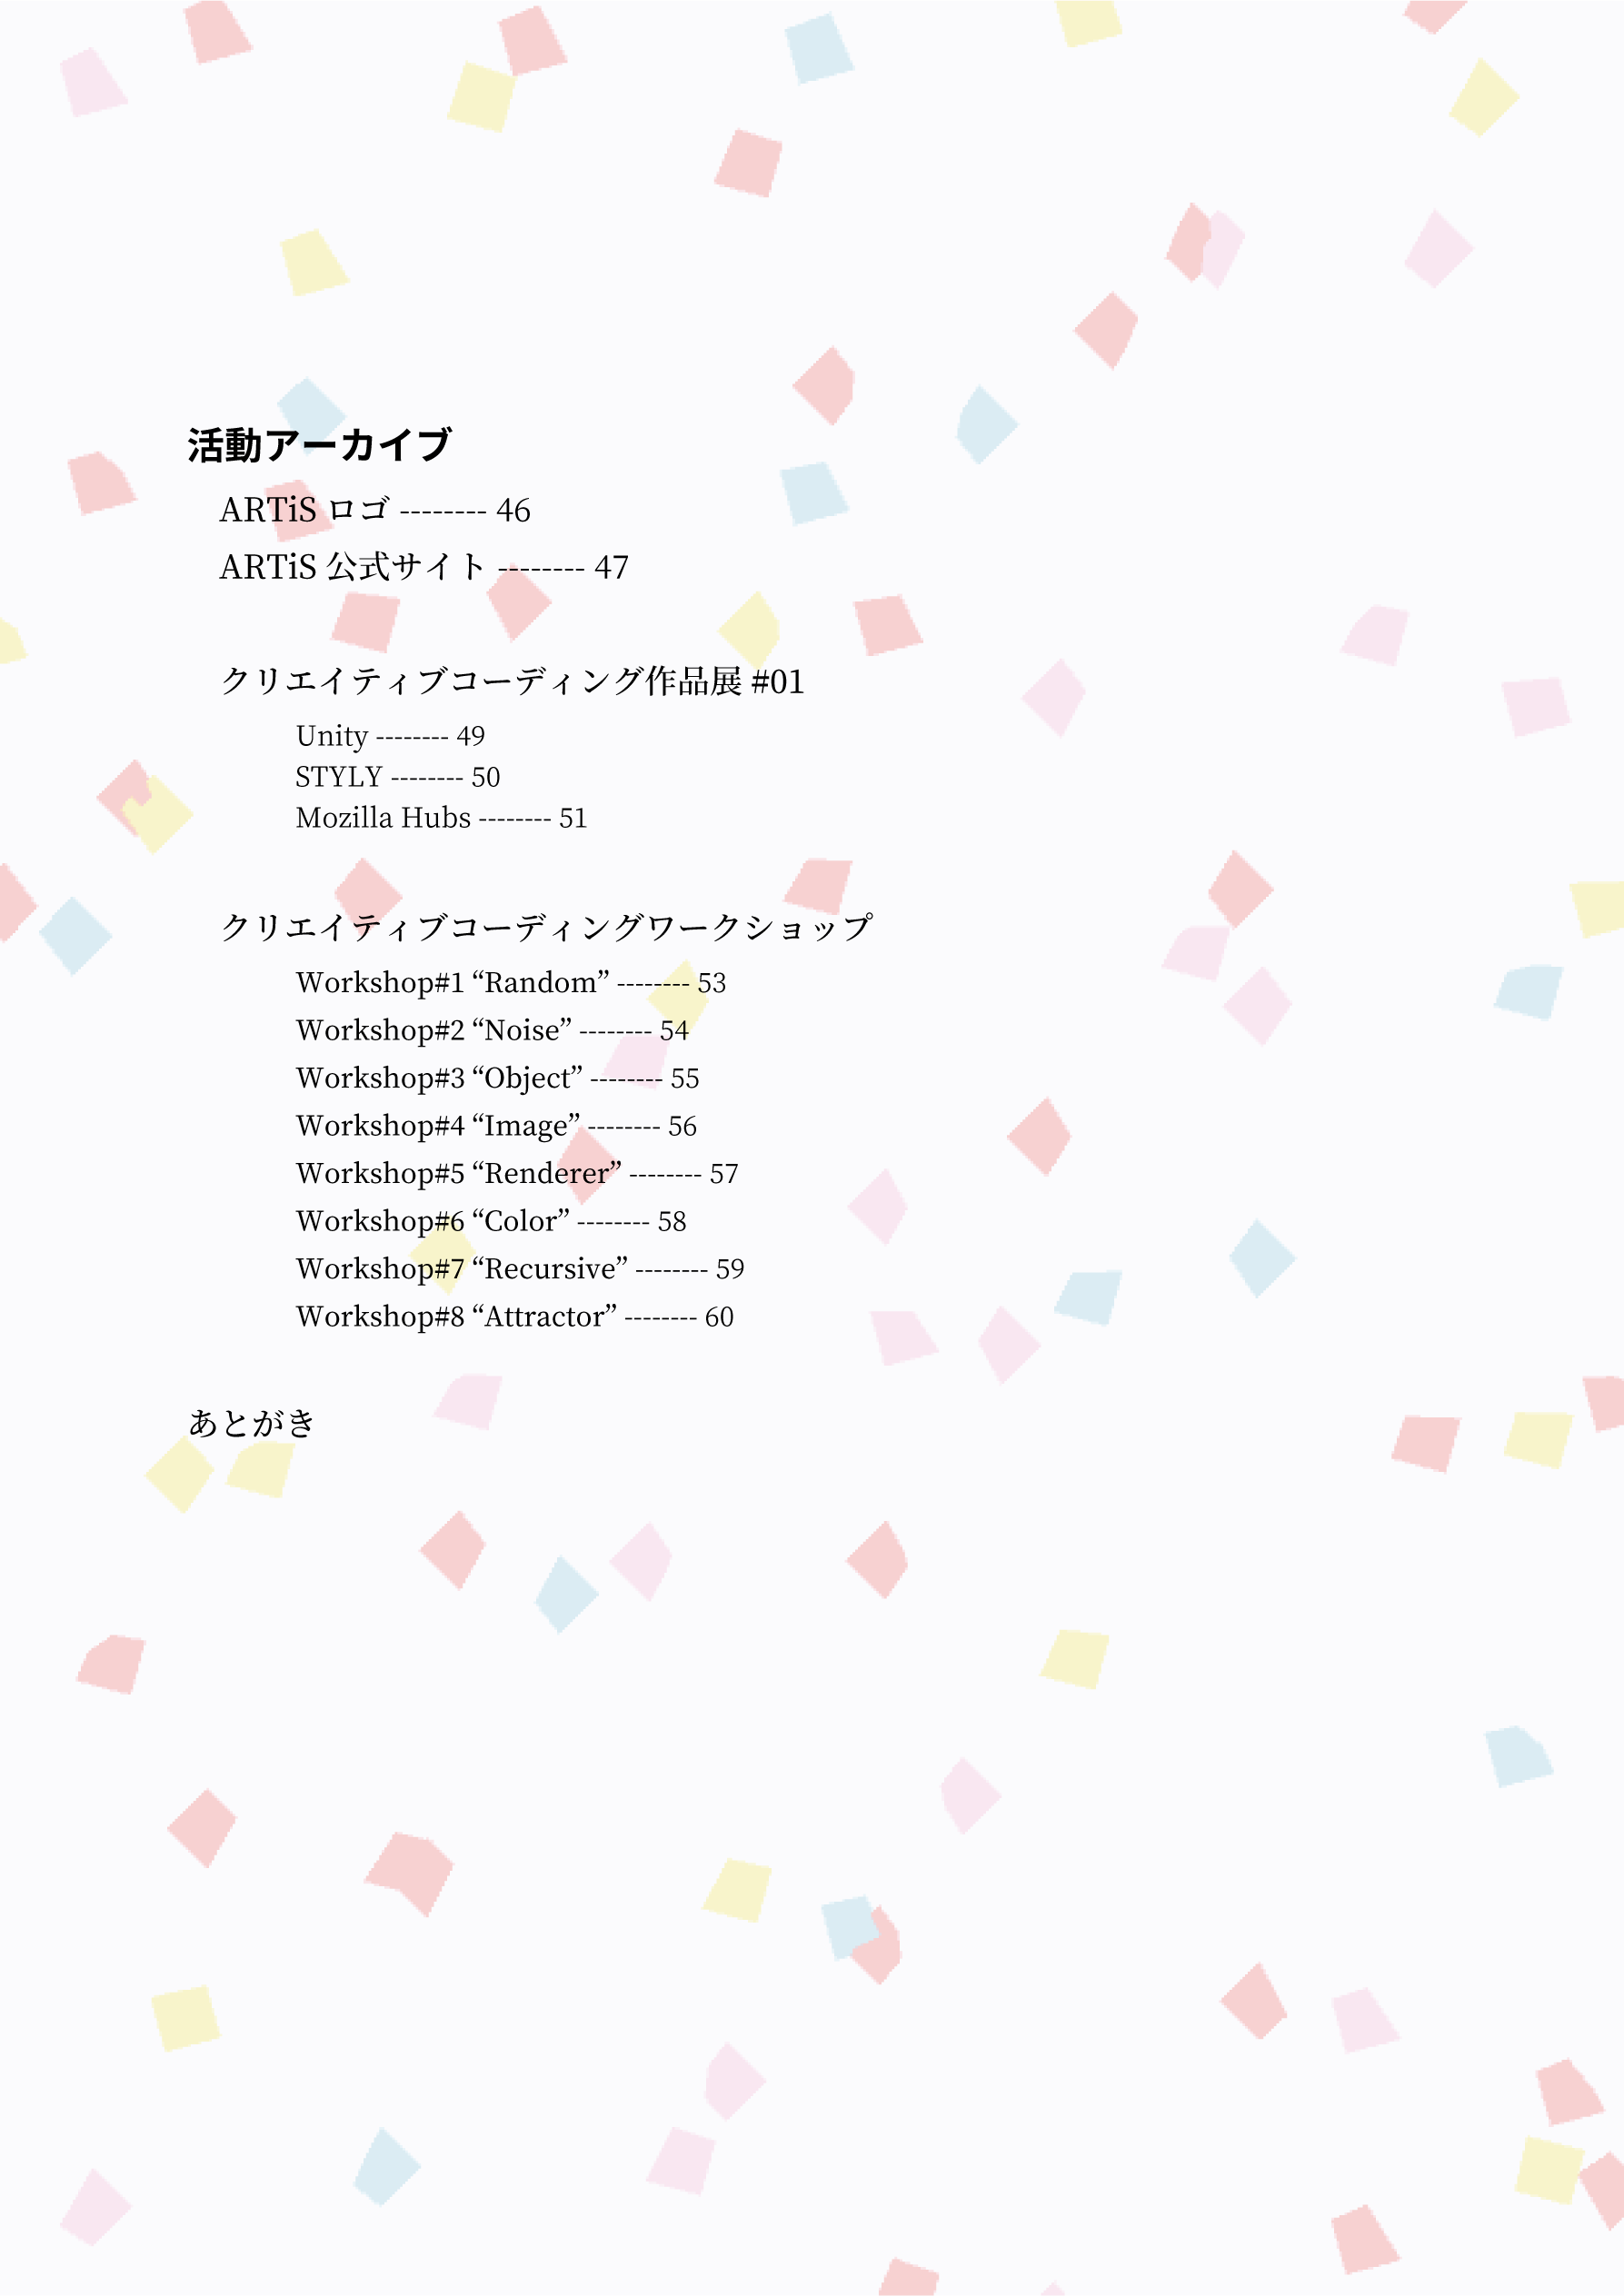 活動アーカイブ
ARTiS ロゴ -------- 46
ARTiS 公式サイト -------- 47
クリエイティブコーディング作品展 #01
Unity -------- 49
STYLY -------- 50
Mozilla Hubs -------- 51
クリエイティブコーディングワークショップ
Workshop#1 “Random” -------- 53
Workshop#2 “Noise” -------- 54
Workshop#3 “Object” -------- 55
Workshop#4 “Image” -------- 56
Workshop#5 “Renderer” -------- 57
Workshop#6 “Color” -------- 58
Workshop#7 “Recursive” -------- 59
Workshop#8 “Attractor” -------- 60
あとがき